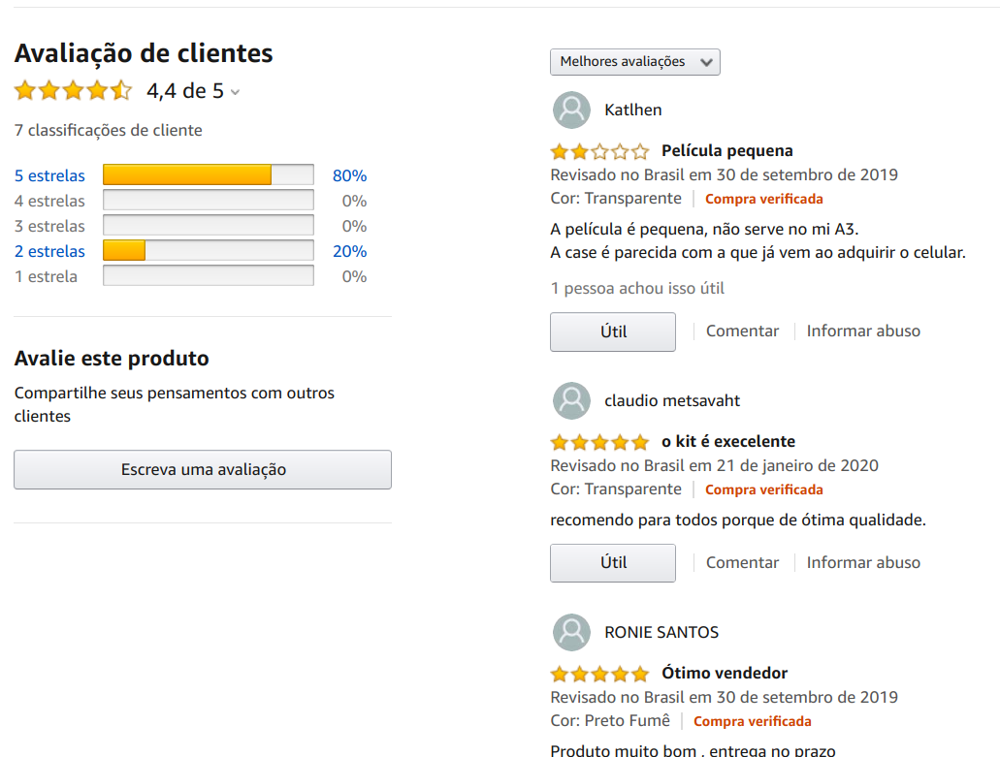 Avaliação de clientes
4,4 de 5
7 classificações de cliente
5 estrelas 80%
4 estrelas 0%
3 estrelas 0%
2 estrelas 20%
1 estrela 0%
Avalie este produto
Compartilhe seus pensamentos com outros
clientes
Escreva uma avaliação
Melhores avaliações
Katlhen
Película pequena
Revisado no Brasil em 30 de setembro de 2019
Cor: Transparente | Compra verificada
A película é pequena, não serve no mi A3.
A case é parecida com a que já vem ao adquirir o celular.
1 pessoa achou isso útil
Útil | Comentar | Informar abuso
claudio metsavaht
o kit é execelente
Revisado no Brasil em 21 de janeiro de 2020
Cor: Transparente | Compra verificada
recomendo para todos porque de ótima qualidade.
Útil | Comentar | Informar abuso
RONIE SANTOS
Ótimo vendedor
Revisado no Brasil em 30 de setembro de 2019
Cor: Preto Fumê | Compra verificada
Produto muito bom , entrega no prazo